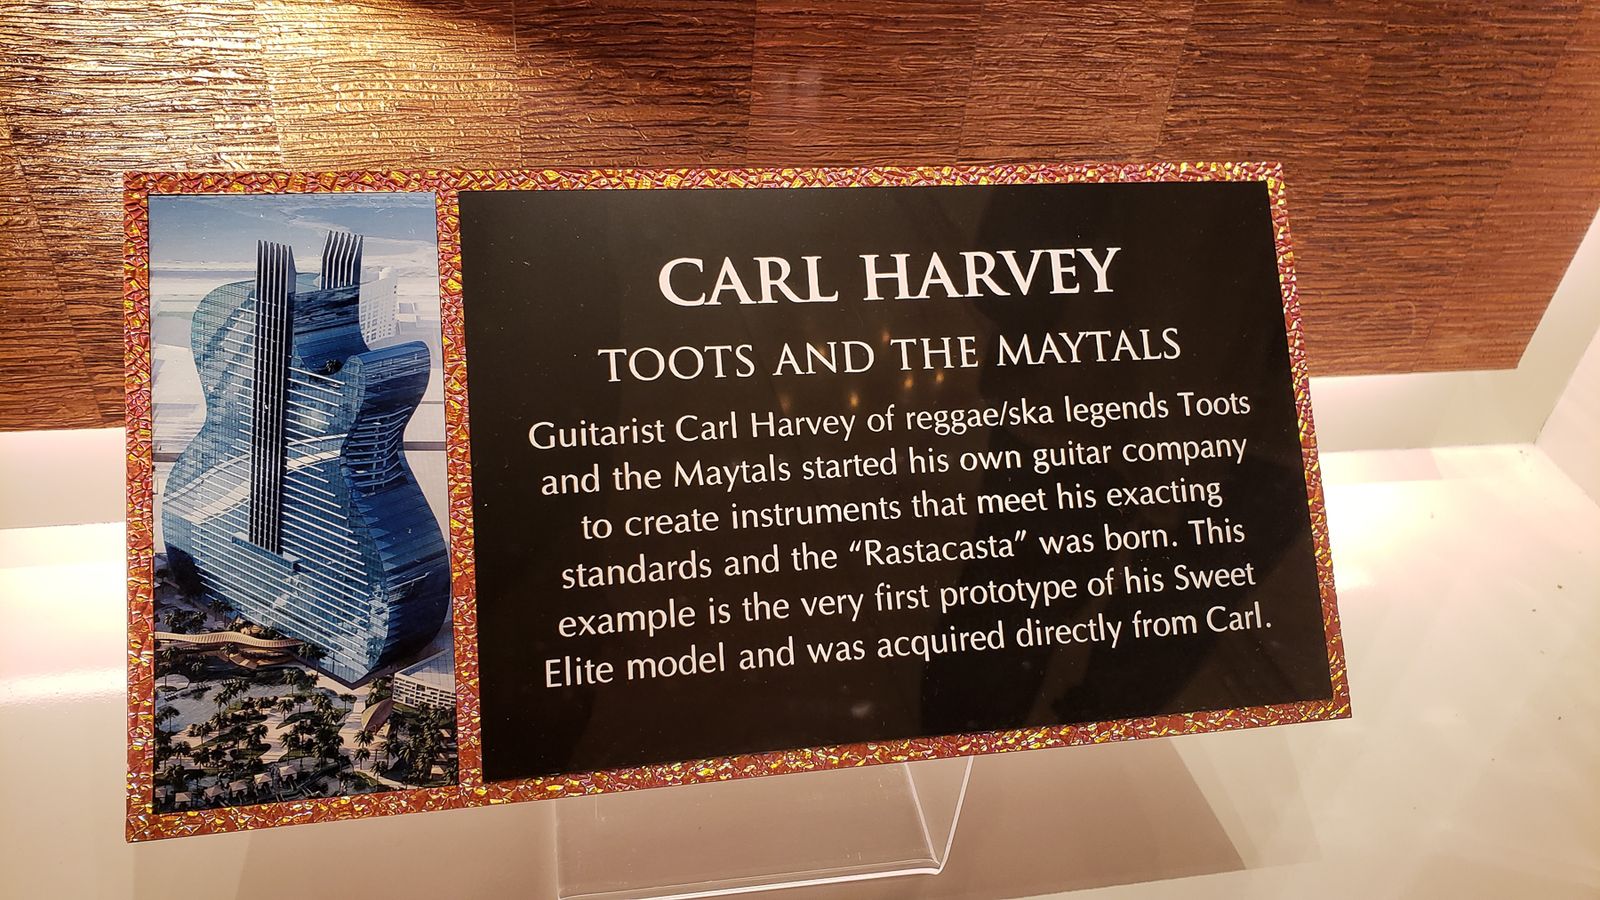 CARL HARVEY
TOOTS AND THE MAYTALS
Guitarist Carl Harvey of reggae/ska legends Toots
and the Maytals started his own guitar company
to create instruments that meet his exacting
standards and the “Rastacasta” was born. This
example is the very first prototype of his Sweet
Elite model and was acquired directly from Carl.